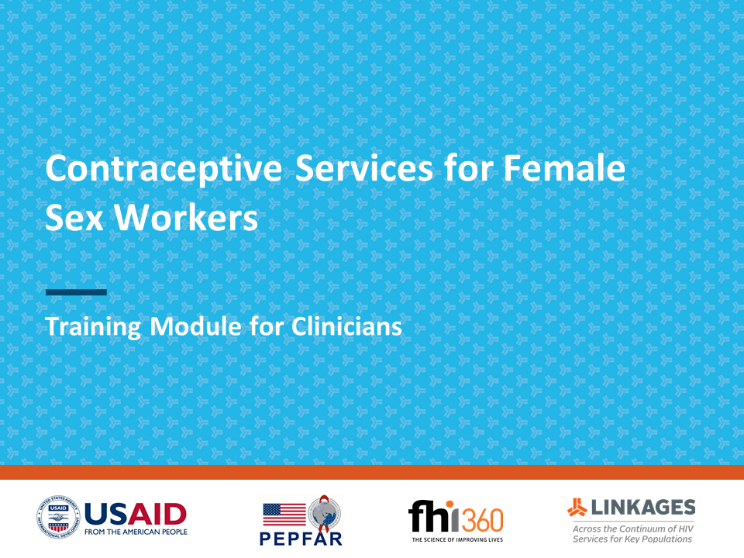 Contraceptive Services for Female
Sex Workers
Training Module for Clinicians
USAID
USAID
FROM THE AMERICAN PEOPLE
PEPFAR
fhi360
THE SCIENCE OF IMPROVING LIVES
LINKAGES
Across the Continuum of HIV
Services for Key Populations